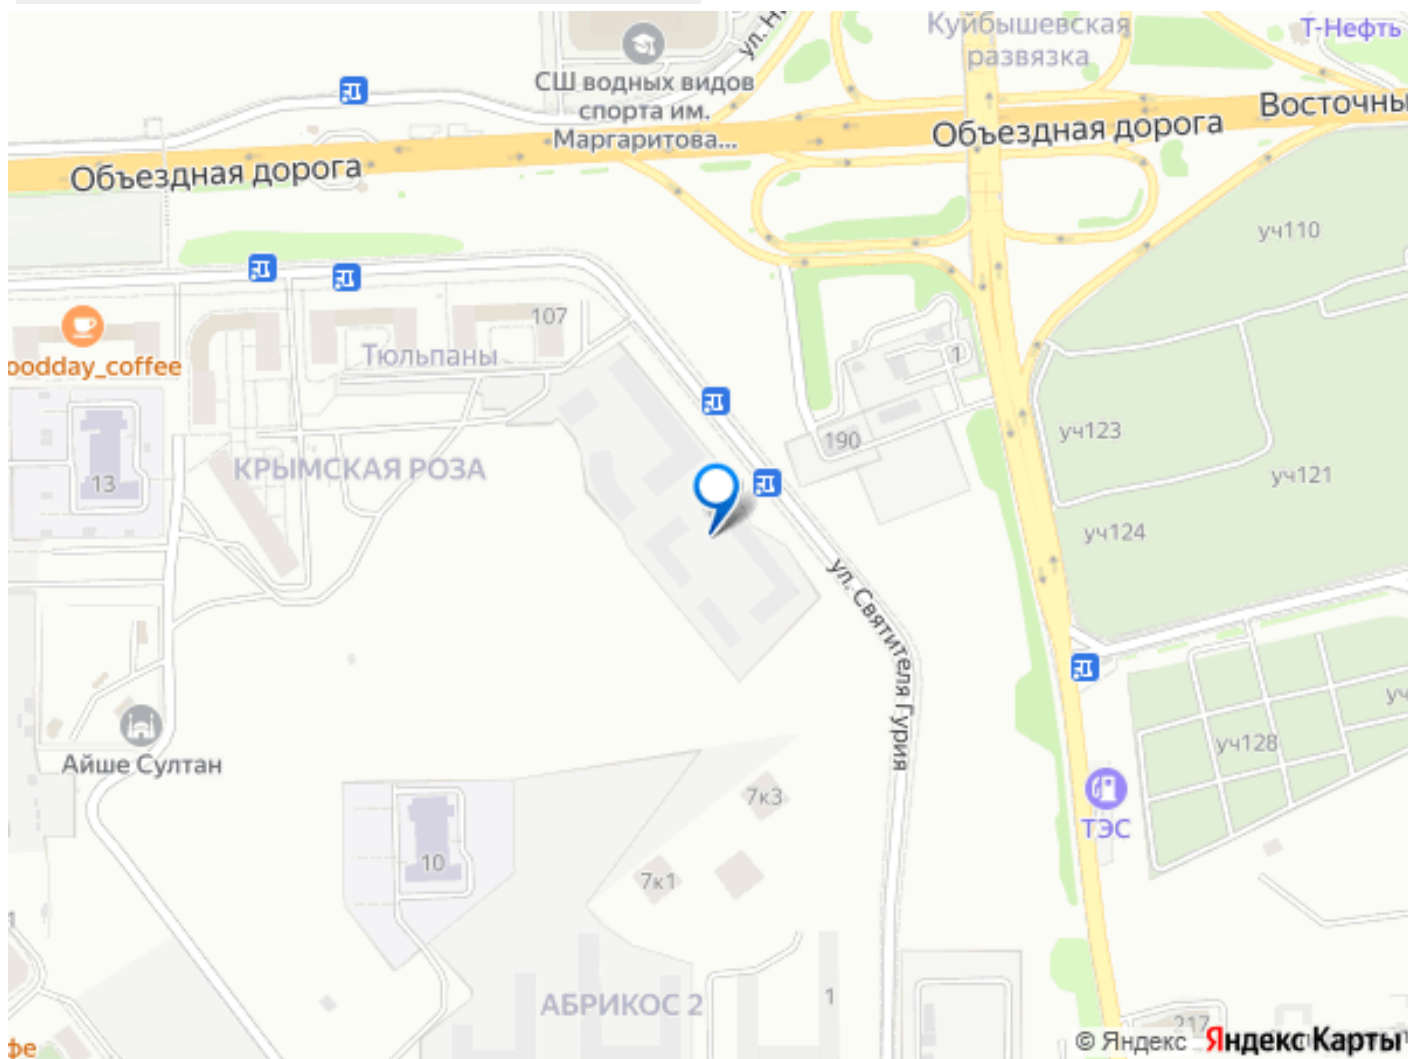 Куйбышевская
развязка
Т-Нефть
СШ водных видов
спорта им.
Маргаритова...
Объездная дорога
Восточны
Объездная дорога
уч110
107
Тюльпаны
oodday_coffee
1
190
уч123
13
КРЫМСКАЯ РОЗА
уч121
уч124
ул. Святителя Гурия
Айше Султан
уч128
7к3
ТЭС
10
7к1
АБРИКОС 2
1
217
© Яндекс Яндекс Карты